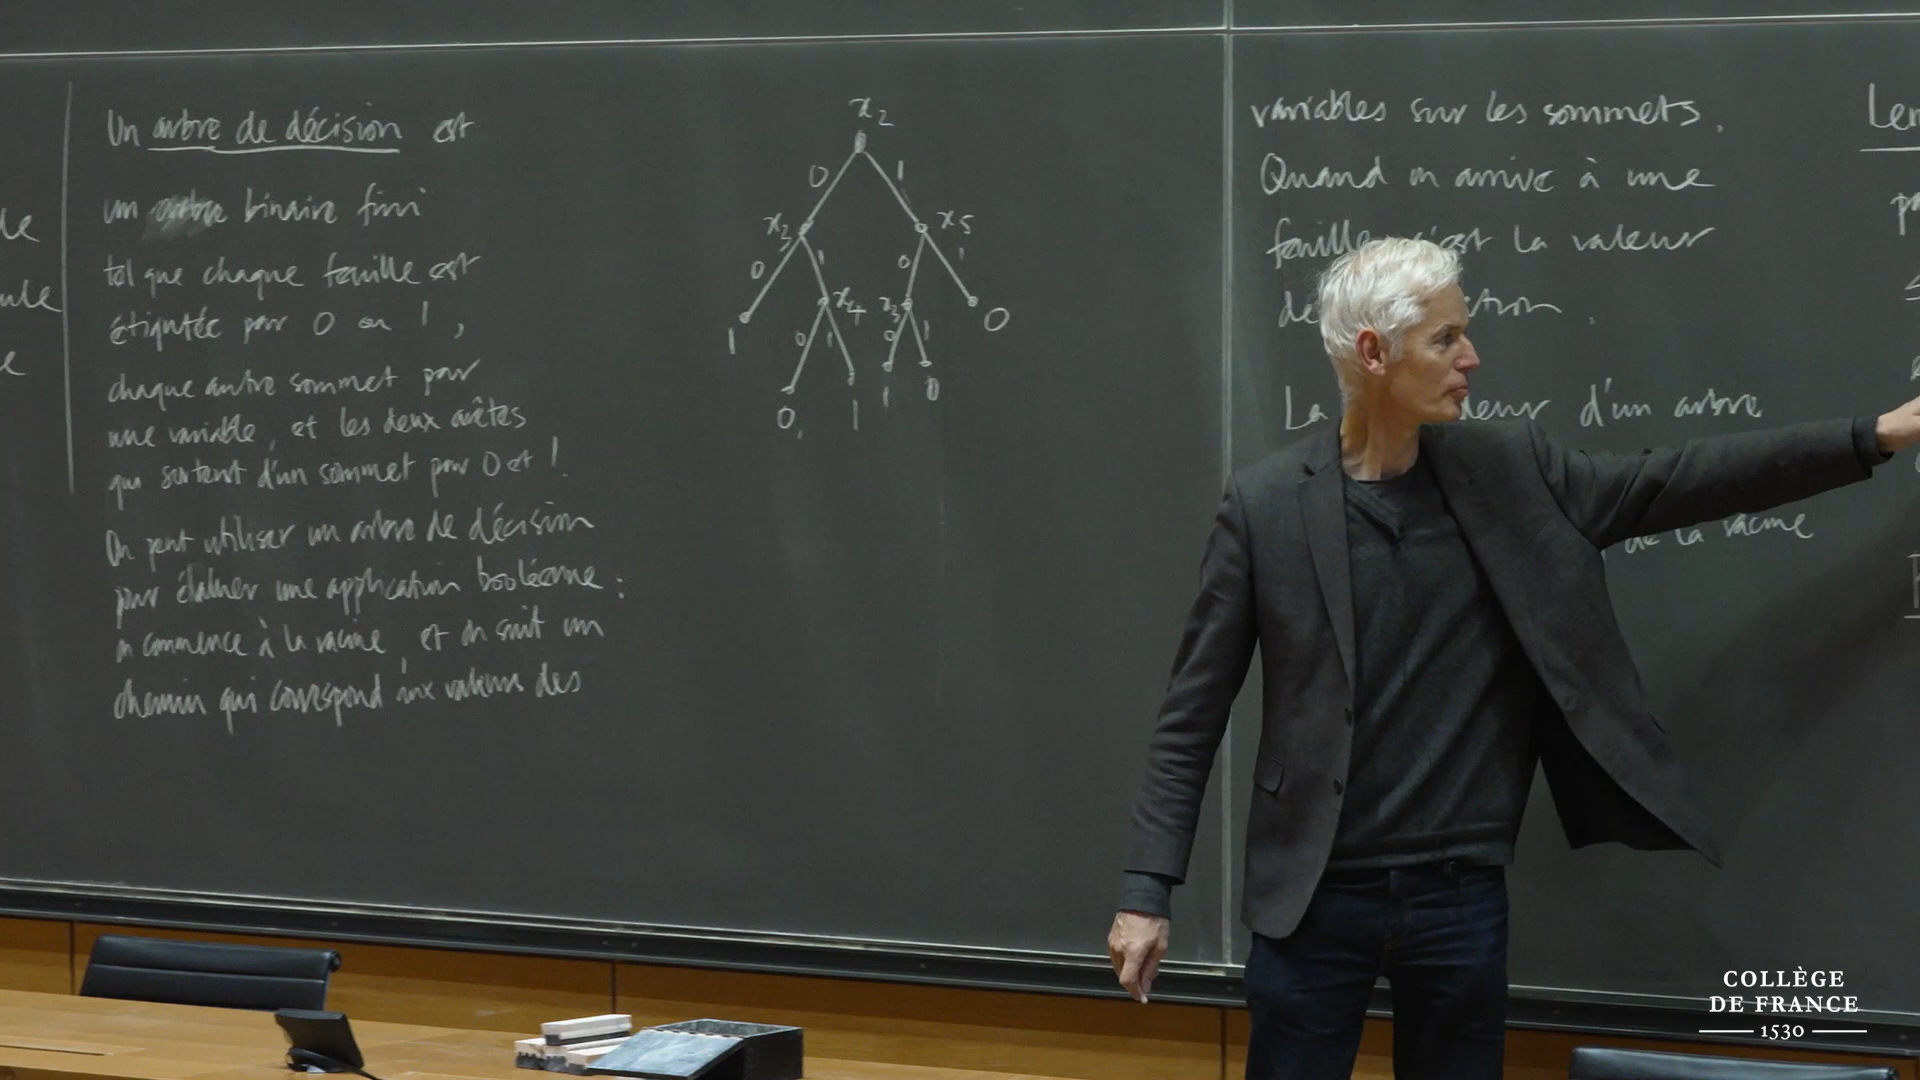 Un arbre de décision est
un arbre binaire fini
tel que chaque feuille est
étiquetée par 0 ou 1,
chaque autre sommet par
une variable, et les deux arêtes
qui sortent d'un sommet par 0 et 1.
On peut utiliser un arbre de décision
pour évaluer une application booléenne :
on commence à la racine, et on suit un
chemin qui correspond aux valeurs des
x2
0 1
x3 x5
0 1 0 1
1 x4 x3 0
0 1 0 1
0 1 1 0
variables sur les sommets.
Quand on arrive à une
feuille c'est la valeur
de
La d'un arbre
de la racine
COLLÈGE
DE FRANCE
1530